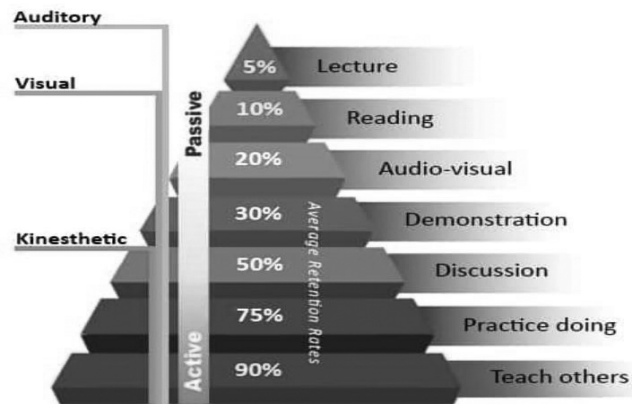 Auditory
Visual
Kinesthetic
Passive
Active
Average Retention Rates
5% Lecture
10% Reading
20% Audio-visual
30% Demonstration
50% Discussion
75% Practice doing
90% Teach others